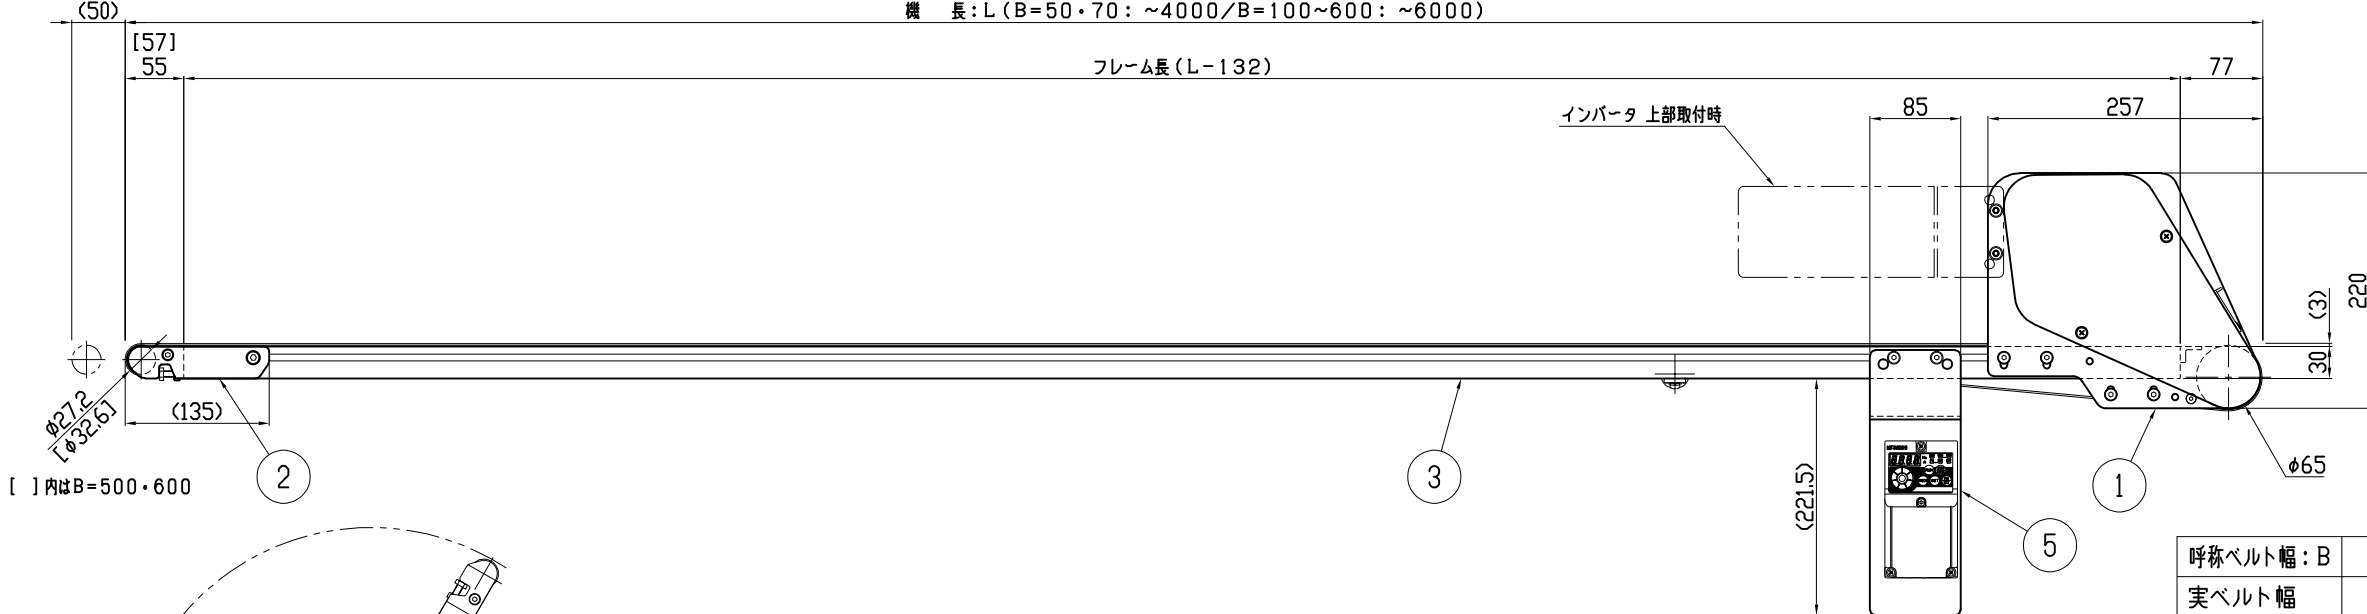 (50)
機 長:L(B=50・70: ~4000/B=100~600: ~6000)
[57]
55
フレーム長(L-132)
77
インバータ 上部取付時
85
257
220
(3)
30
φ27.2
[φ32.6]
(135)
2
3
(221.5)
1
φ65
[ ]内はB=500・600
5
呼称ベルト幅:B
実ベルト幅